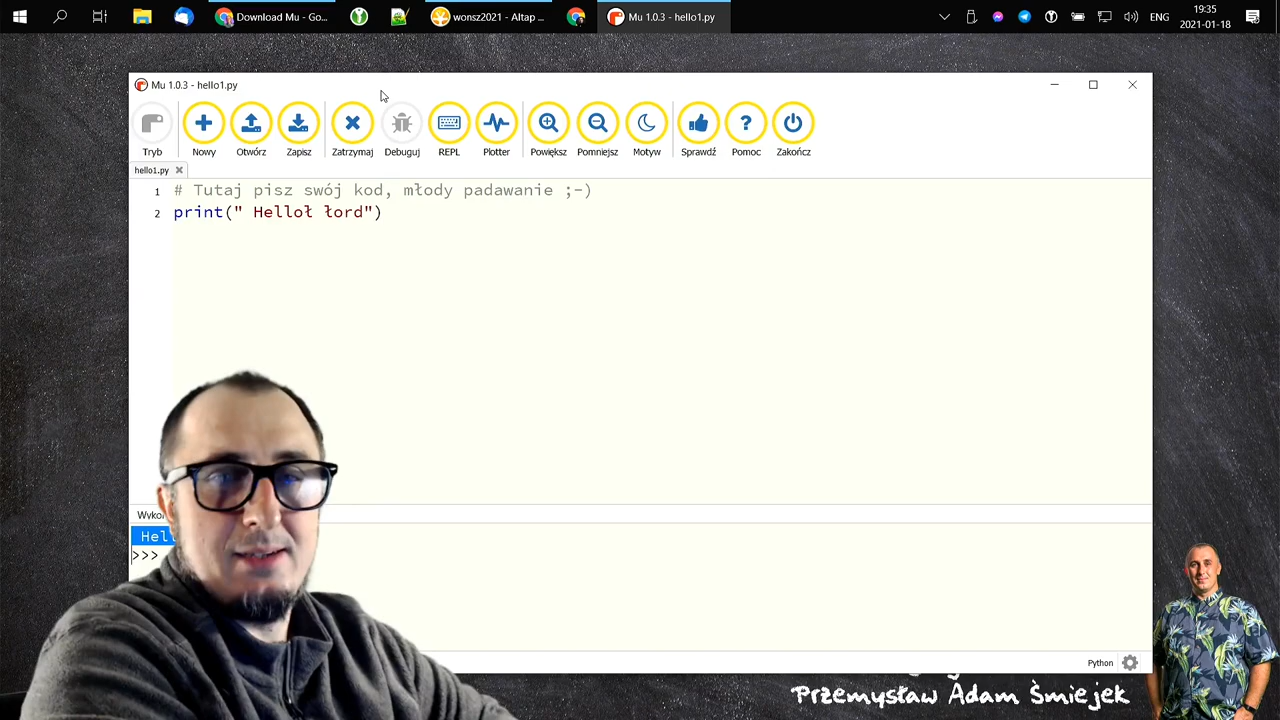 Download Mu - Go...
wonsz2021 - Altap ...
Mu 1.0.3 - hello1.py
ENG
19:35
2021-01-18
Mu 1.0.3 - hello1.py
Tryb Nowy Otwórz Zapisz Zatrzymaj Debuguj REPL Plotter Powiększ Pomniejsz Motyw Sprawdź Pomoc Zakończ
hello1.py
1 # Tutaj pisz swój kod, młody padawanie ;-)
2 print(" Helloł łord")
>>>
Python
Przemysław Adam Śmiejek